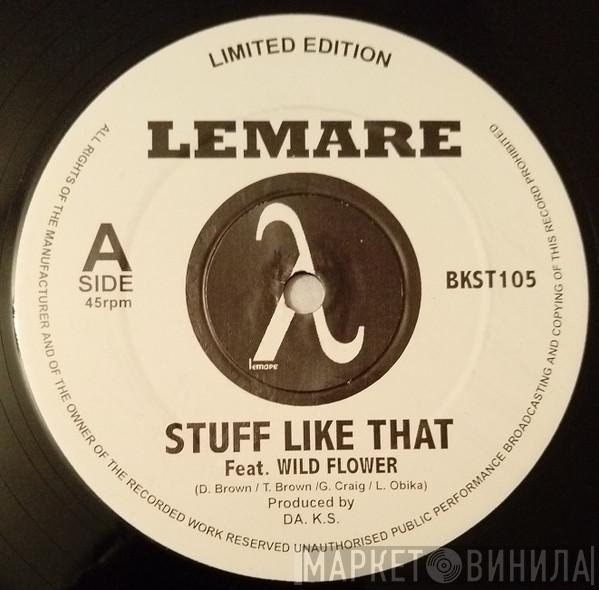 LIMITED EDITION
LEMARE
A
SIDE
45rpm
BKST105
λ
lemare
STUFF LIKE THAT
Feat. WILD FLOWER
(D. Brown / T. Brown /G. Craig / L. Obika)
Produced by
DA. K.S.
ALL RIGHTS OF THE MANUFACTURER AND OF THE OWNER OF THE RECORDED WORK RESERVED UNAUTHORISED PUBLIC PERFORMANCE BROADCASTING AND COPYING OF THIS RECORD PROHIBITED
МАРКЕТ ВИНИЛА